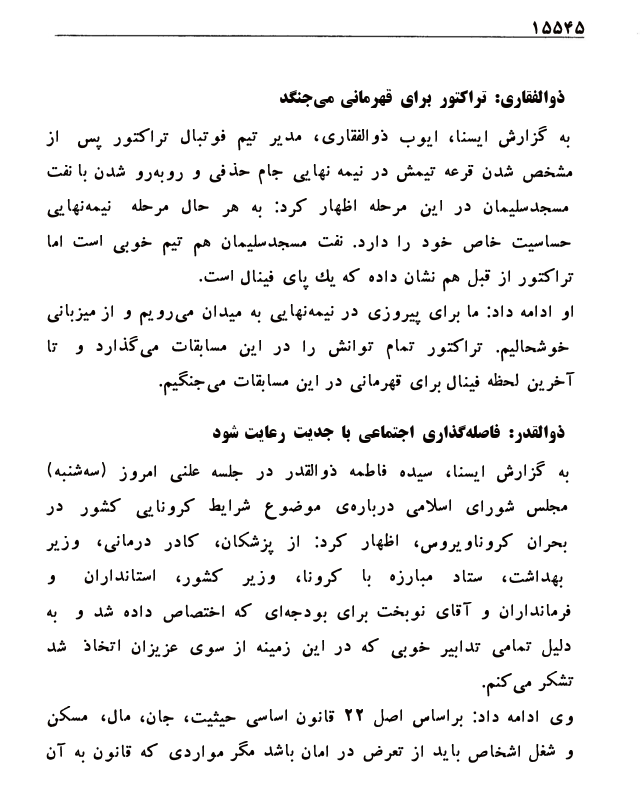 ۱۵۵۴۵
ذوالفقاری: تراکتور برای قهرمانی می‌جنگد
به گزارش ایسنا، ایوب ذوالفقاری، مدیر تیم فوتبال تراکتور پس از
مشخص شدن قرعه تیمش در نیمه نهایی جام حذفی و روبه‌رو شدن با نفت
مسجدسلیمان در این مرحله اظهار کرد: به هر حال مرحله نیمه‌نهایی
حساسیت خاص خود را دارد. نفت مسجدسلیمان هم تیم خوبی است اما
تراکتور از قبل هم نشان داده که یك پای فینال است.
او ادامه داد: ما برای پیروزی در نیمه‌نهایی به میدان می‌رویم و از میزبانی
خوشحالیم. تراکتور تمام توانش را در این مسابقات می‌گذارد و تا
آخرین لحظه فینال برای قهرمانی در این مسابقات می‌جنگیم.
ذوالقدر: فاصله‌گذاری اجتماعی با جدیت رعایت شود
به گزارش ایسنا، سیده فاطمه ذوالقدر در جلسه علنی امروز (سه‌شنبه)
مجلس شورای اسلامی درباره‌ی موضوع شرایط کرونایی کشور در
بحران کروناویروس، اظهار کرد: از پزشکان، کادر درمانی، وزیر
بهداشت، ستاد مبارزه با کرونا، وزیر کشور، استانداران و
فرمانداران و آقای نوبخت برای بودجه‌ای که اختصاص داده شد و به
دلیل تمامی تدابیر خوبی که در این زمینه از سوی عزیزان اتخاذ شد
تشکر می‌کنم.
وی ادامه داد: براساس اصل ۲۲ قانون اساسی حیثیت، جان، مال، مسکن
و شغل اشخاص باید از تعرض در امان باشد مگر مواردی که قانون به آن